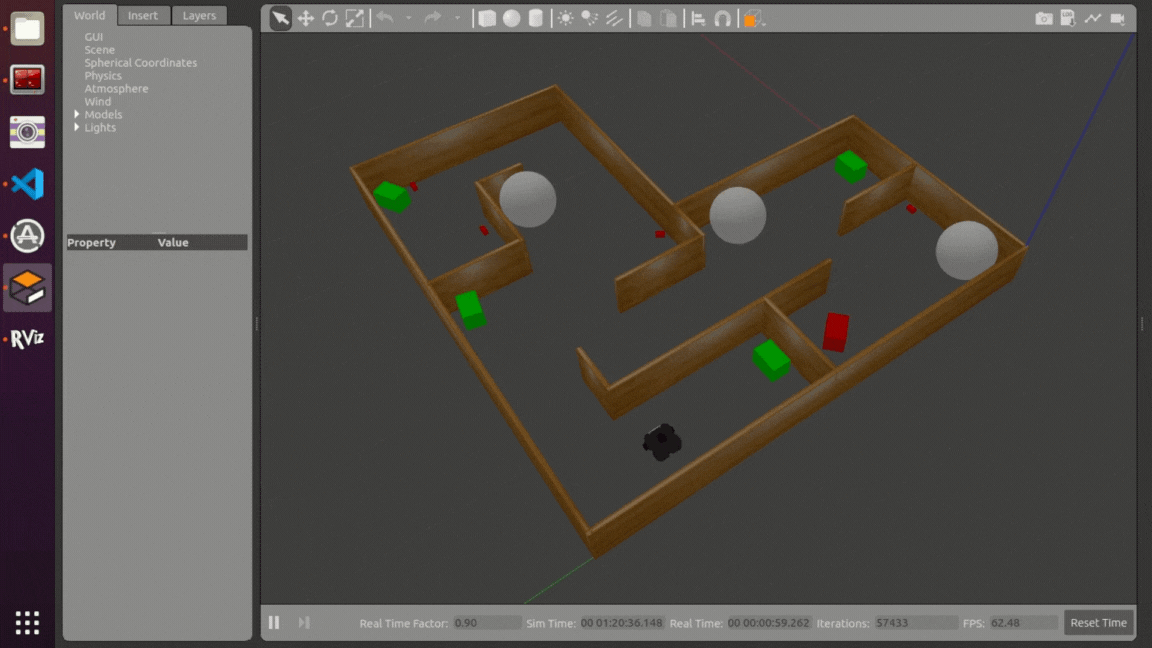 World Insert Layers
GUI
Scene
Spherical Coordinates
Physics
Atmosphere
Wind
Models
Lights
Property Value
RViz
Real Time Factor: 0.90 Sim Time: 00 01:20:36.148 Real Time: 00 00:00:59.262 Iterations: 57433 FPS: 62.48 Reset Time